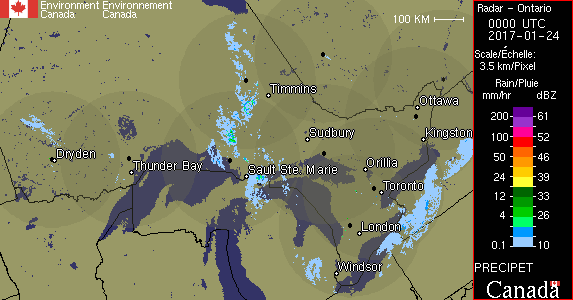 Environment Environnement
Canada Canada
100 KM
Timmins
Ottawa
Sudbury
Kingston
Dryden
Thunder Bay
Sault Ste. Marie
Orillia
Toronto
London
Windsor
Radar - Ontario
0000 UTC
2017-01-24
Scale/Échelle:
3.5 km/Pixel
Rain/Pluie
mm/hr dBZ
200 61
100 52
50 46
24 39
12 33
4 26
0.1 10
PRECIPET
Canada